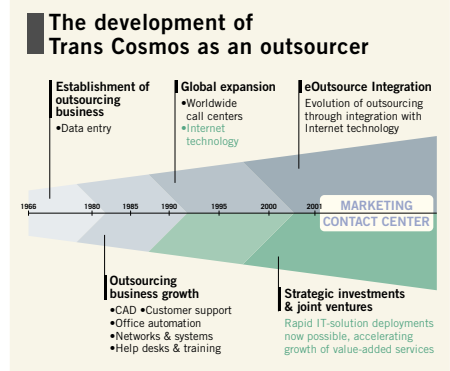 The development of
Trans Cosmos as an outsourcer
Establishment of
outsourcing
business
•Data entry
Global expansion
•Worldwide
call centers
•Internet
technology
eOutsource Integration
Evolution of outsourcing
through integration with
Internet technology
1966 1980 1985 1990 1995 2000 2001
MARKETING
CONTACT CENTER
Outsourcing
business growth
•CAD •Customer support
•Office automation
•Networks & systems
•Help desks & training
Strategic investments
& joint ventures
Rapid IT-solution deployments
now possible, accelerating
growth of value-added services